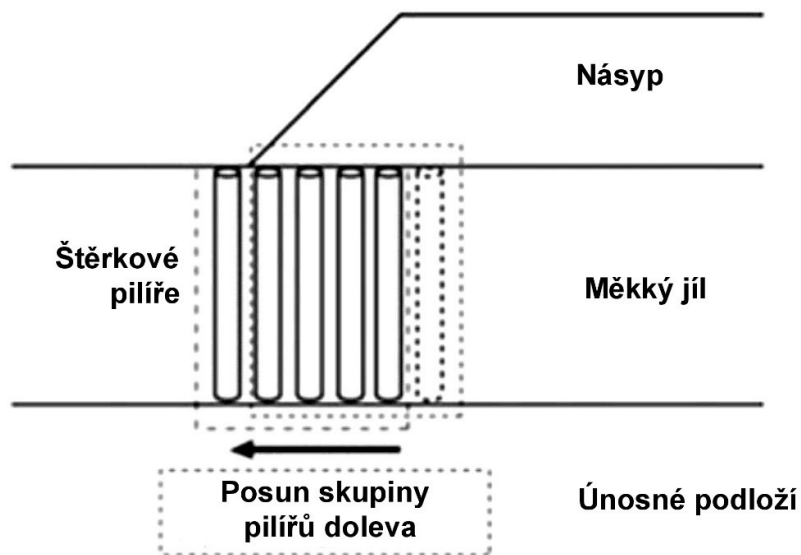 Násyp
Štěrkové
pilíře
Měkký jíl
Posun skupiny
pilířů doleva
Únosné podloží